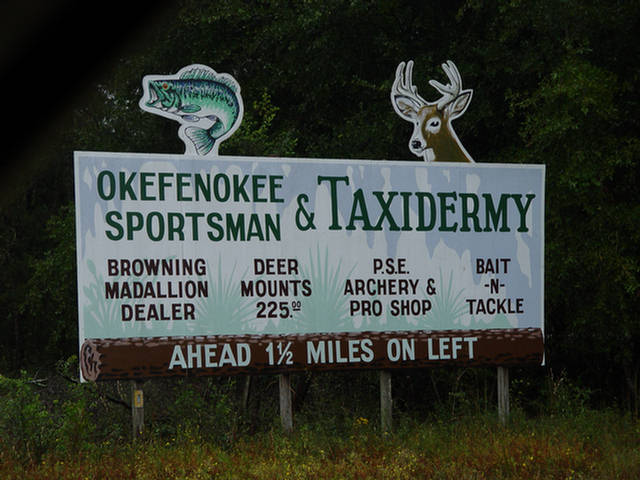 OKEFENOKEE
SPORTSMAN & TAXIDERMY
BROWNING
MADALLION
DEALER
DEER
MOUNTS
225.00
P.S.E.
ARCHERY &
PRO SHOP
BAIT
-N-
TACKLE
AHEAD 1½ MILES ON LEFT